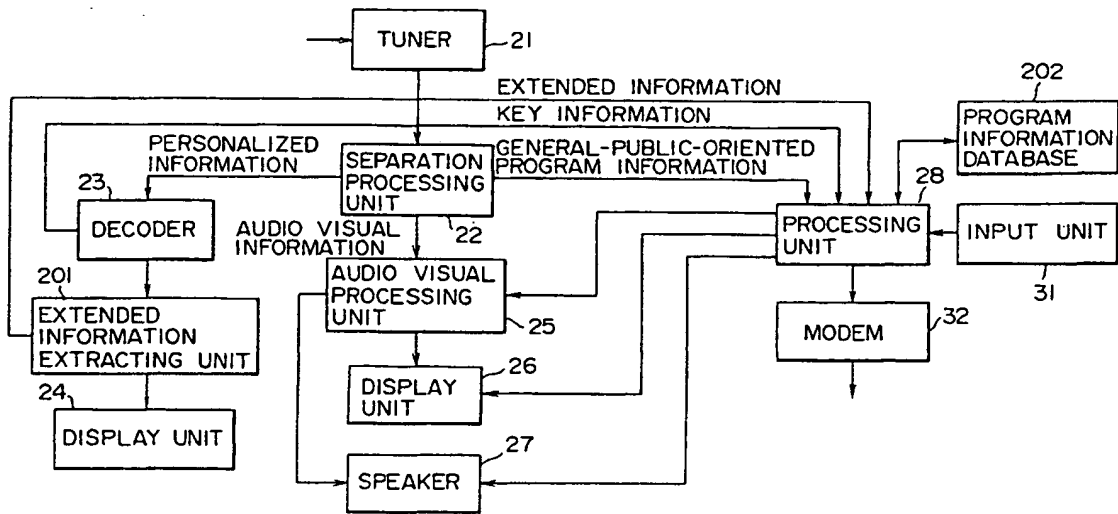 TUNER
21
EXTENDED INFORMATION
KEY INFORMATION
202
PROGRAM
INFORMATION
DATABASE
PERSONALIZED
INFORMATION
SEPARATION
PROCESSING
UNIT
22
GENERAL-PUBLIC-ORIENTED
PROGRAM INFORMATION
28
23
DECODER
PROCESSING
UNIT
INPUT UNIT
31
AUDIO VISUAL
INFORMATION
AUDIO VISUAL
PROCESSING
UNIT
25
201
EXTENDED
INFORMATION
EXTRACTING UNIT
MODEM
32
26
DISPLAY
UNIT
24
DISPLAY UNIT
27
SPEAKER